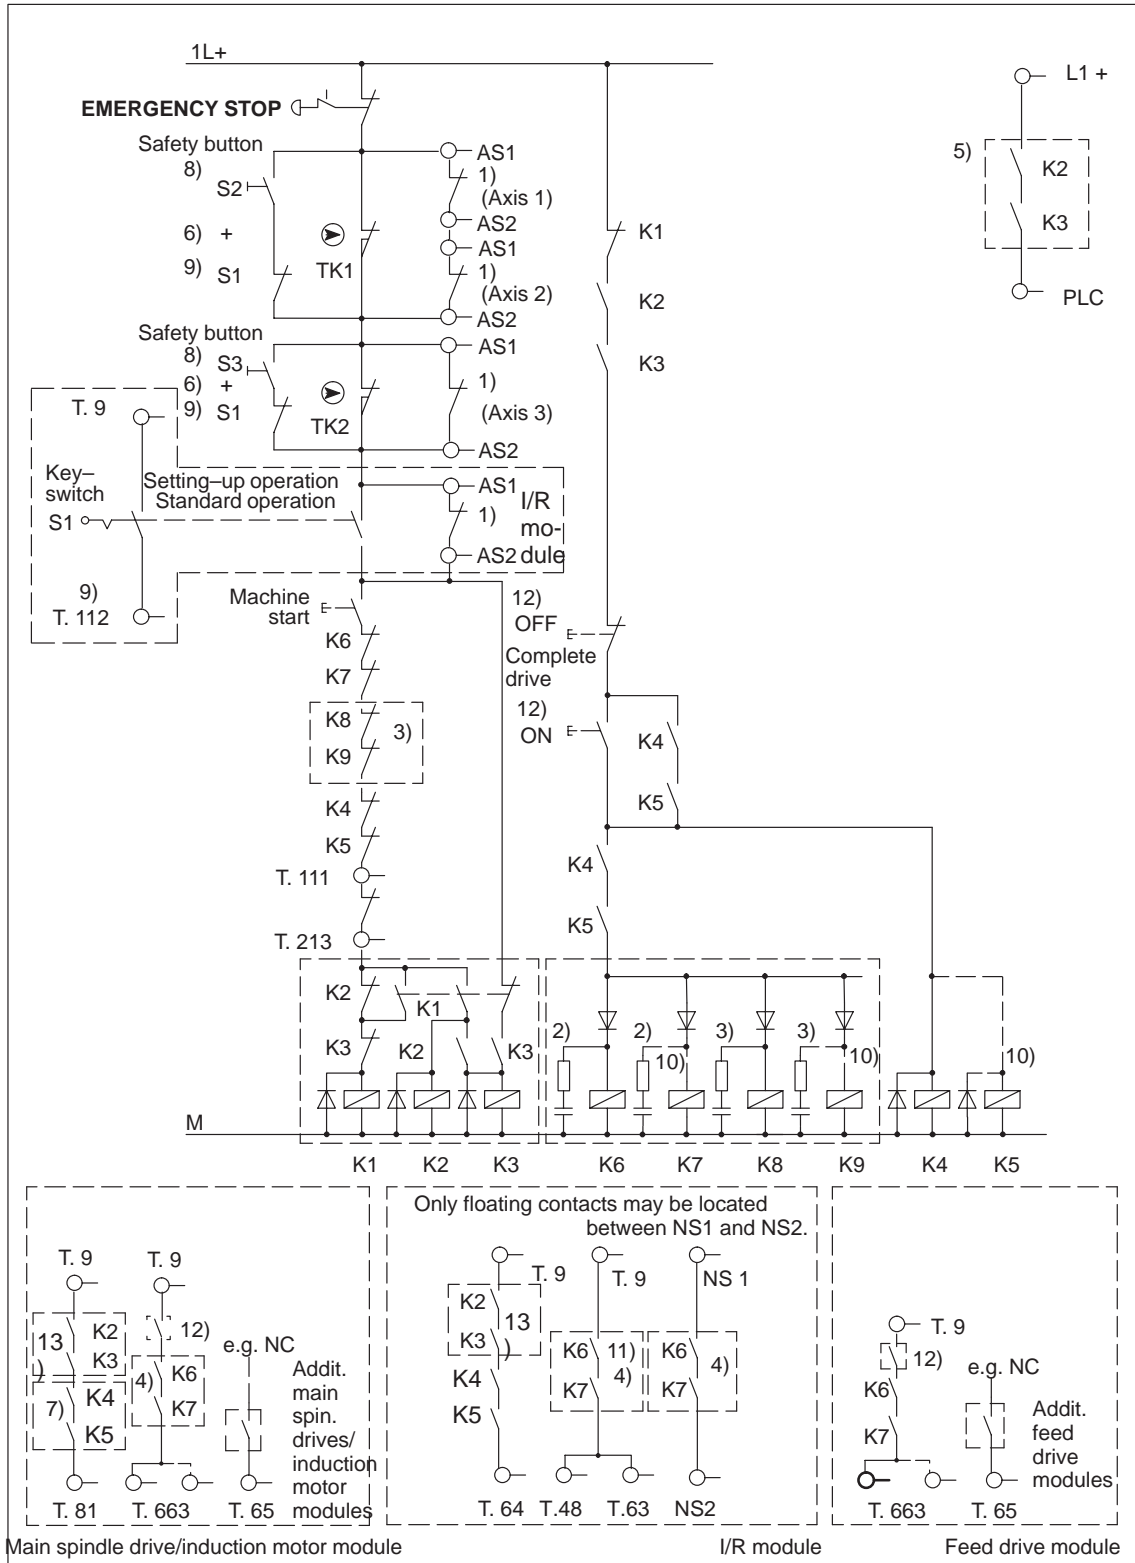 1L+
L1 +
EMERGENCY STOP
Safety button
8)
S2
6) +
9) S1
TK1
AS1
1)
(Axis 1)
AS2
AS1
1)
(Axis 2)
AS2
K1
K2
K3
5)
K2
K3
PLC
Safety button
8) S3
6) +
9) S1
TK2
AS1
1)
(Axis 3)
AS2
T. 9
Key–
switch
S1
9)
T. 112
Setting–up operation
Standard operation
AS1
1)
AS2
I/R
mo-
dule
Machine
start
K6
K7
K8
K9
3)
K4
K5
T. 111
T. 213
12)
OFF
Complete
drive
12)
ON
K4
K5
K4
K5
K2
K1
K3
K2
K3
2)
2)
10)
3)
3)
10)
10)
M
K1
K2
K3
K6
K7
K8
K9
K4
K5
T. 9
T. 9
K2
13
)
K3
7)
K4
K5
12)
4)
K6
K7
e.g. NC
Addit.
main
spin.
drives/
induction
motor
modules
T. 81
T. 663
T. 65
Main spindle drive/induction motor module
Only floating contacts may be located
between NS1 and NS2.
T. 9
T. 9
NS 1
K2
13
K3
)
K4
K5
K6
11)
4)
K7
K6
4)
K7
T. 64
T.48
T.63
NS2
I/R module
T. 9
12)
K6
K7
e.g. NC
Addit.
feed
drive
modules
T. 663
T. 65
Feed drive module